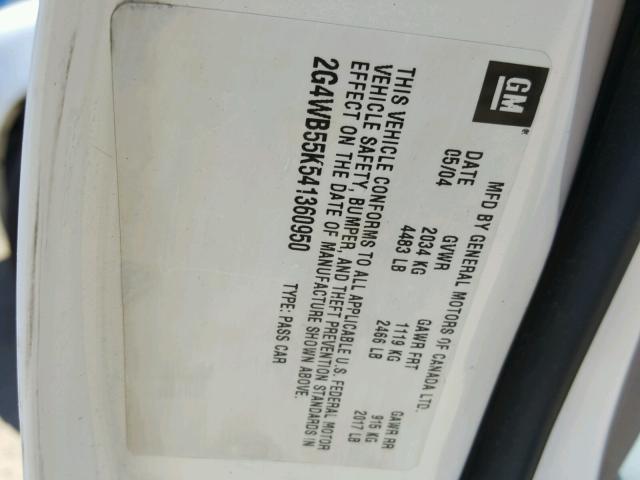 GM
MFD BY GENERAL MOTORS OF CANADA LTD.
DATE GVWR GAWR FRT GAWR RR
05/04 2034 KG 1119 KG 915 KG
4483 LB 2466 LB 2017 LB
THIS VEHICLE CONFORMS TO ALL APPLICABLE U.S. FEDERAL MOTOR
VEHICLE SAFETY, BUMPER, AND THEFT PREVENTION STANDARDS IN
EFFECT ON THE DATE OF MANUFACTURE SHOWN ABOVE.
2G4WB55K541360950 TYPE: PASS CAR